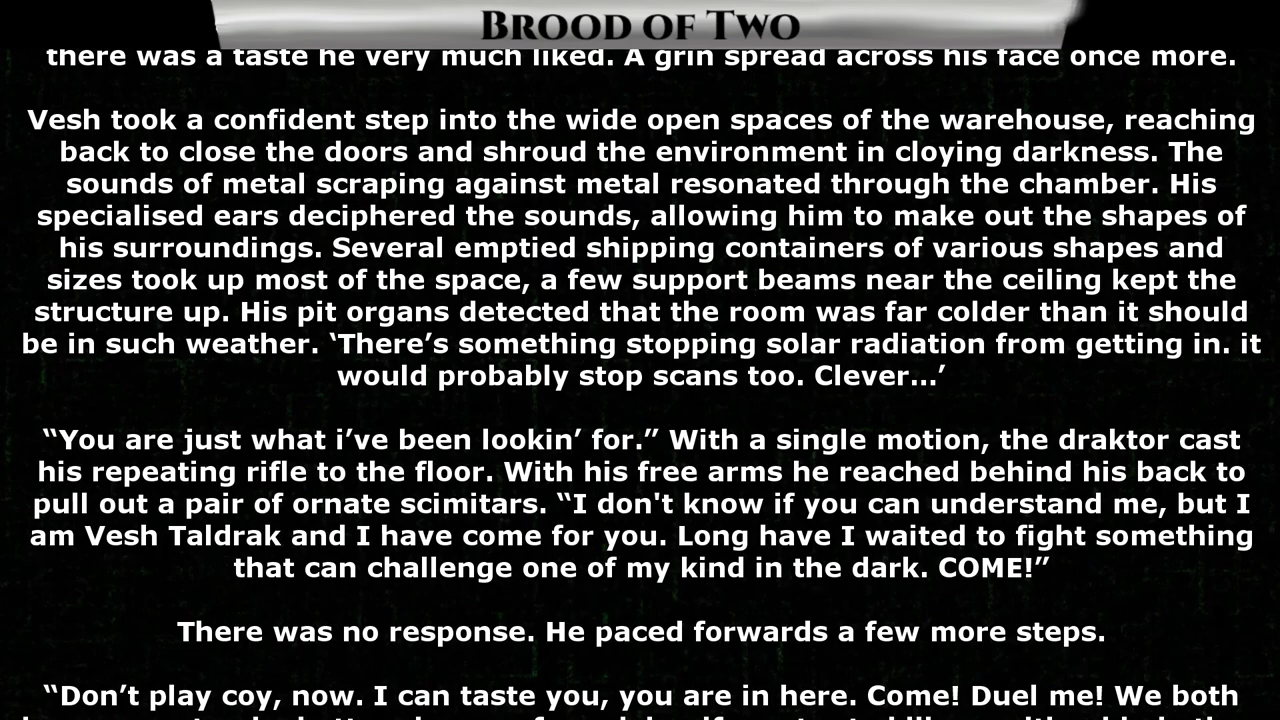 Brood of Two
there was a taste he very much liked. A grin spread across his face once more.
Vesh took a confident step into the wide open spaces of the warehouse, reaching
back to close the doors and shroud the environment in cloying darkness. The
sounds of metal scraping against metal resonated through the chamber. His
specialised ears deciphered the sounds, allowing him to make out the shapes of
his surroundings. Several emptied shipping containers of various shapes and
sizes took up most of the space, a few support beams near the ceiling kept the
structure up. His pit organs detected that the room was far colder than it should
be in such weather. ‘There’s something stopping solar radiation from getting in. it
would probably stop scans too. Clever…’
“You are just what i’ve been lookin’ for.” With a single motion, the draktor cast
his repeating rifle to the floor. With his free arms he reached behind his back to
pull out a pair of ornate scimitars. “I don't know if you can understand me, but I
am Vesh Taldrak and I have come for you. Long have I waited to fight something
that can challenge one of my kind in the dark. COME!”
There was no response. He paced forwards a few more steps.
“Don’t play coy, now. I can taste you, you are in here. Come! Duel me! We both